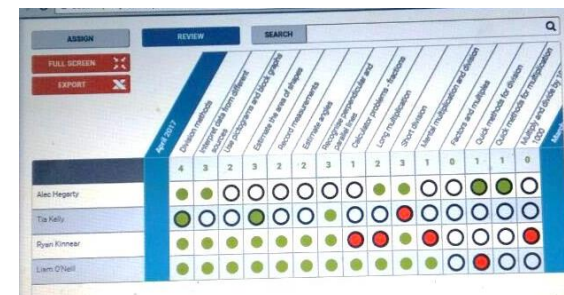 ASSIGN
REVIEW
SEARCH
FULL SCREEN
EXPORT
April 2017
Division methods
Interpret data from different sources
Use pictograms and block graphs
Estimate the area of shapes
Record measurements
Estimate angles
Recognise perpendicular and parallel lines
Calculator problems - fractions
Long multiplication
Short division
Mental multiplication and division
Factors and multiples
Quick methods for division
Quick methods for multiplication
Multiply and divide by
1000
4 3 2 3 2 2 3 1 2 3 1 0 1 1 0
Alec Hegarty
Tia Kelly
Ryan Kinnear
Liam O'Neill